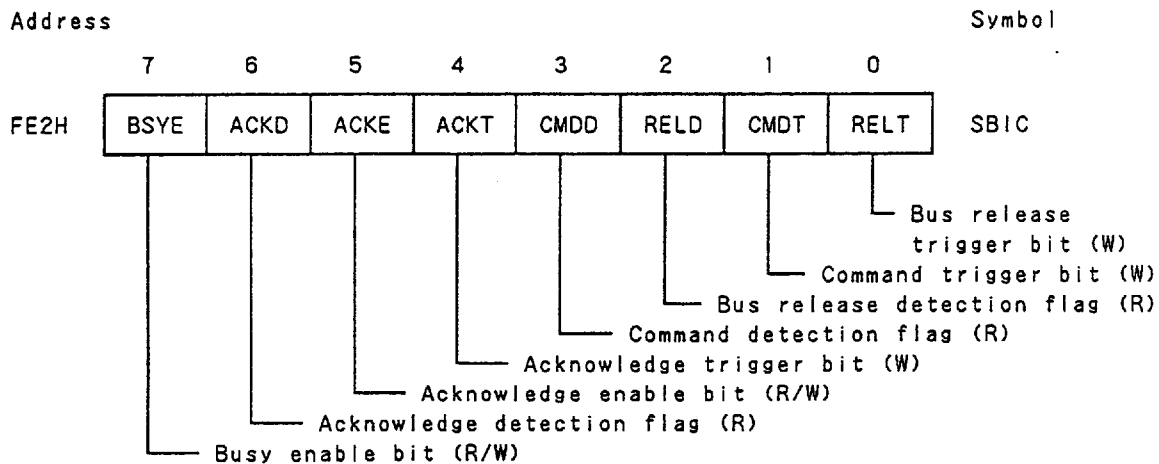 Address Symbol
7 6 5 4 3 2 1 0
FE2H BSYE ACKD ACKE ACKT CMDD RELD CMDT RELT SBIC
Bus release
trigger bit (W)
Command trigger bit (W)
Bus release detection flag (R)
Command detection flag (R)
Acknowledge trigger bit (W)
Acknowledge enable bit (R/W)
Acknowledge detection flag (R)
Busy enable bit (R/W)